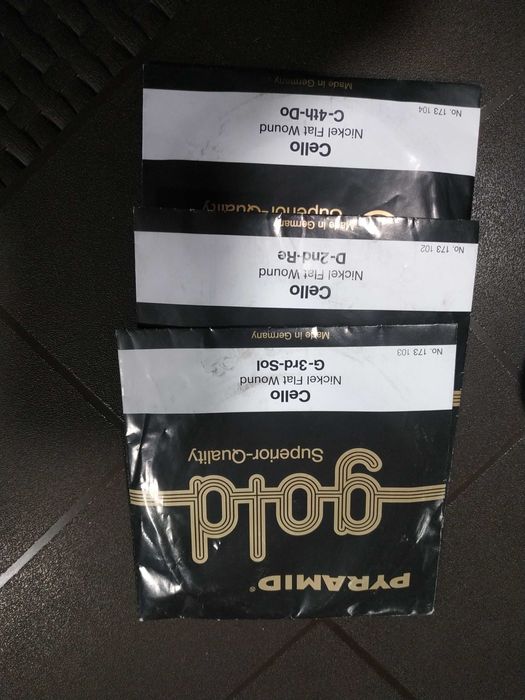 PYRAMID®
gold
Superior-Quality
Cello
Nickel Flat Wound
G-3rd-Sol
No. 173 103
Made in Germany
Cello
Nickel Flat Wound
D-2nd-Re
No. 173 102
Made in Germany
Superior-Quality
Cello
Nickel Flat Wound
C-4th-Do
No. 173 104
Made in Germany